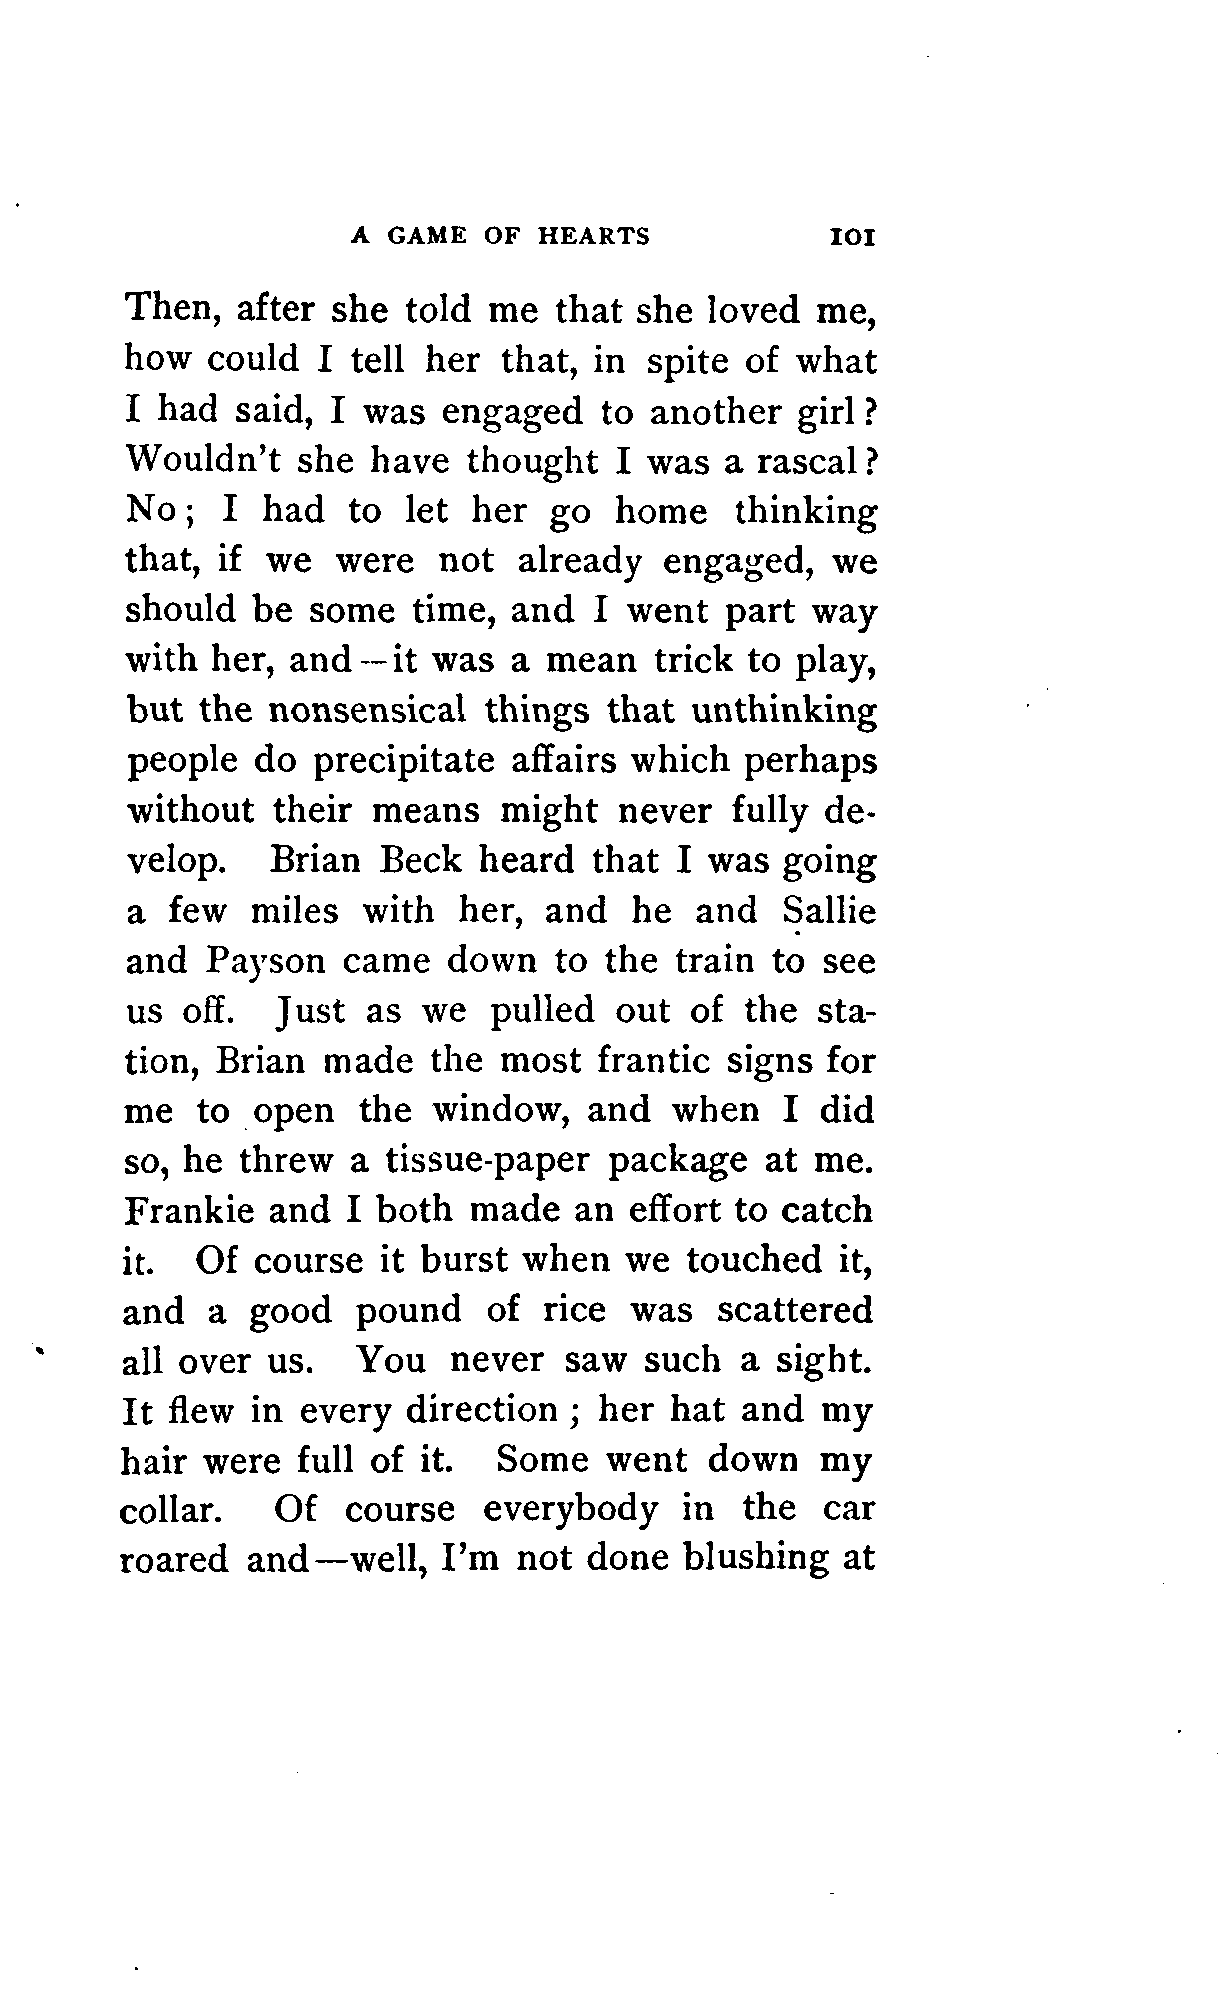 A GAME OF HEARTS 101
Then, after she told me that she loved me,
how could I tell her that, in spite of what
I had said, I was engaged to another girl?
Wouldn't she have thought I was a rascal?
No; I had to let her go home thinking
that, if we were not already engaged, we
should be some time, and I went part way
with her, and—it was a mean trick to play,
but the nonsensical things that unthinking
people do precipitate affairs which perhaps
without their means might never fully de-
velop. Brian Beck heard that I was going
a few miles with her, and he and Sallie
and Payson came down to the train to see
us off. Just as we pulled out of the sta-
tion, Brian made the most frantic signs for
me to open the window, and when I did
so, he threw a tissue-paper package at me.
Frankie and I both made an effort to catch
it. Of course it burst when we touched it,
and a good pound of rice was scattered
all over us. You never saw such a sight.
It flew in every direction; her hat and my
hair were full of it. Some went down my
collar. Of course everybody in the car
roared and—well, I'm not done blushing at